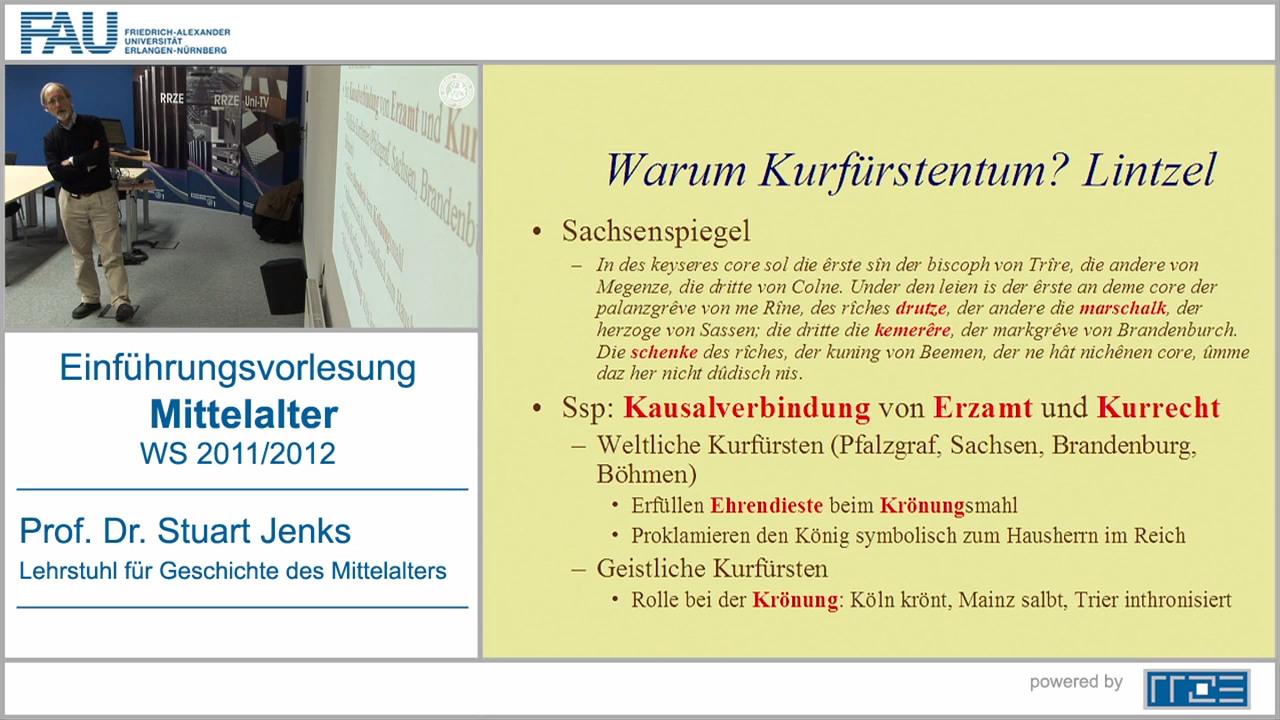 FAU
FRIEDRICH-ALEXANDER
UNIVERSITÄT
ERLANGEN-NÜRNBERG
RRZE
RRZE
Uni-TV
Kausalverbindung von Erzamt und Kur
Einführungsvorlesung
Mittelalter
WS 2011/2012
Prof. Dr. Stuart Jenks
Lehrstuhl für Geschichte des Mittelalters
Warum Kurfürstentum? Lintzel
• Sachsenspiegel
– In des keyseres core sol die êrste sîn der biscoph von Trîre, die andere von
Megenze, die dritte von Colne. Under den leien is der êrste an deme core der
palanzgrêve von me Rîne, des rîches drutze, der andere die marschalk, der
herzoge von Sassen; die dritte die kemerêre, der markgrêve von Brandenburch.
Die schenke des rîches, der kuning von Beemen, der ne hât nichênen core, ûmme
daz her nicht dûdisch nis.
• Ssp: Kausalverbindung von Erzamt und Kurrecht
– Weltliche Kurfürsten (Pfalzgraf, Sachsen, Brandenburg,
Böhmen)
• Erfüllen Ehrendieste beim Krönungsmahl
• Proklamieren den König symbolisch zum Hausherrn im Reich
– Geistliche Kurfürsten
• Rolle bei der Krönung: Köln krönt, Mainz salbt, Trier inthronisiert
powered by
RRZE